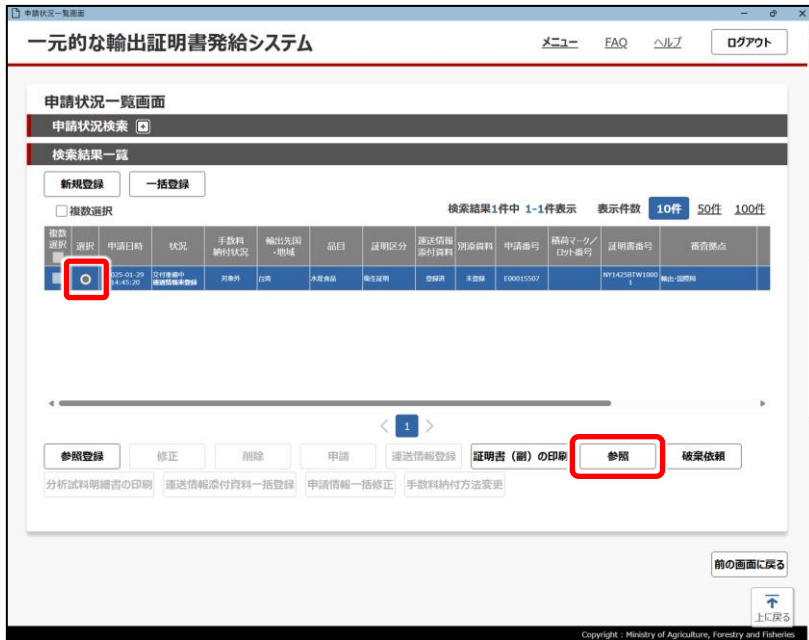 申請状況一覧画面
一元的な輸出証明書発給システム
メニュー FAQ ヘルプ ログアウト
申請状況一覧画面
申請状況検索
検索結果一覧
新規登録 一括登録
複数選択 検索結果1件中 1-1件表示 表示件数 10件 50件 100件
複数選択 選択 申請日時 状況 手数料納付状況 輸出先国・地域 品目 証明区分 運送情報添付資料 別添資料 申請番号 積荷マーク/ロット番号 証明書番号 審査拠点
025-01-29 14:45:20 交付準備中 運送情報未登録 対象外 台湾 水産食品 衛生証明 登録済 未登録 E00015507 NY1425BTW10001 輸出・国際局
< 1 >
参照登録 修正 削除 申請 運送情報登録 証明書（副）の印刷 参照 破棄依頼
分析試料明細書の印刷 運送情報添付資料一括登録 申請情報一括修正 手数料納付方法変更
前の画面に戻る
上に戻る
Copyright : Ministry of Agriculture, Forestry and Fisheries